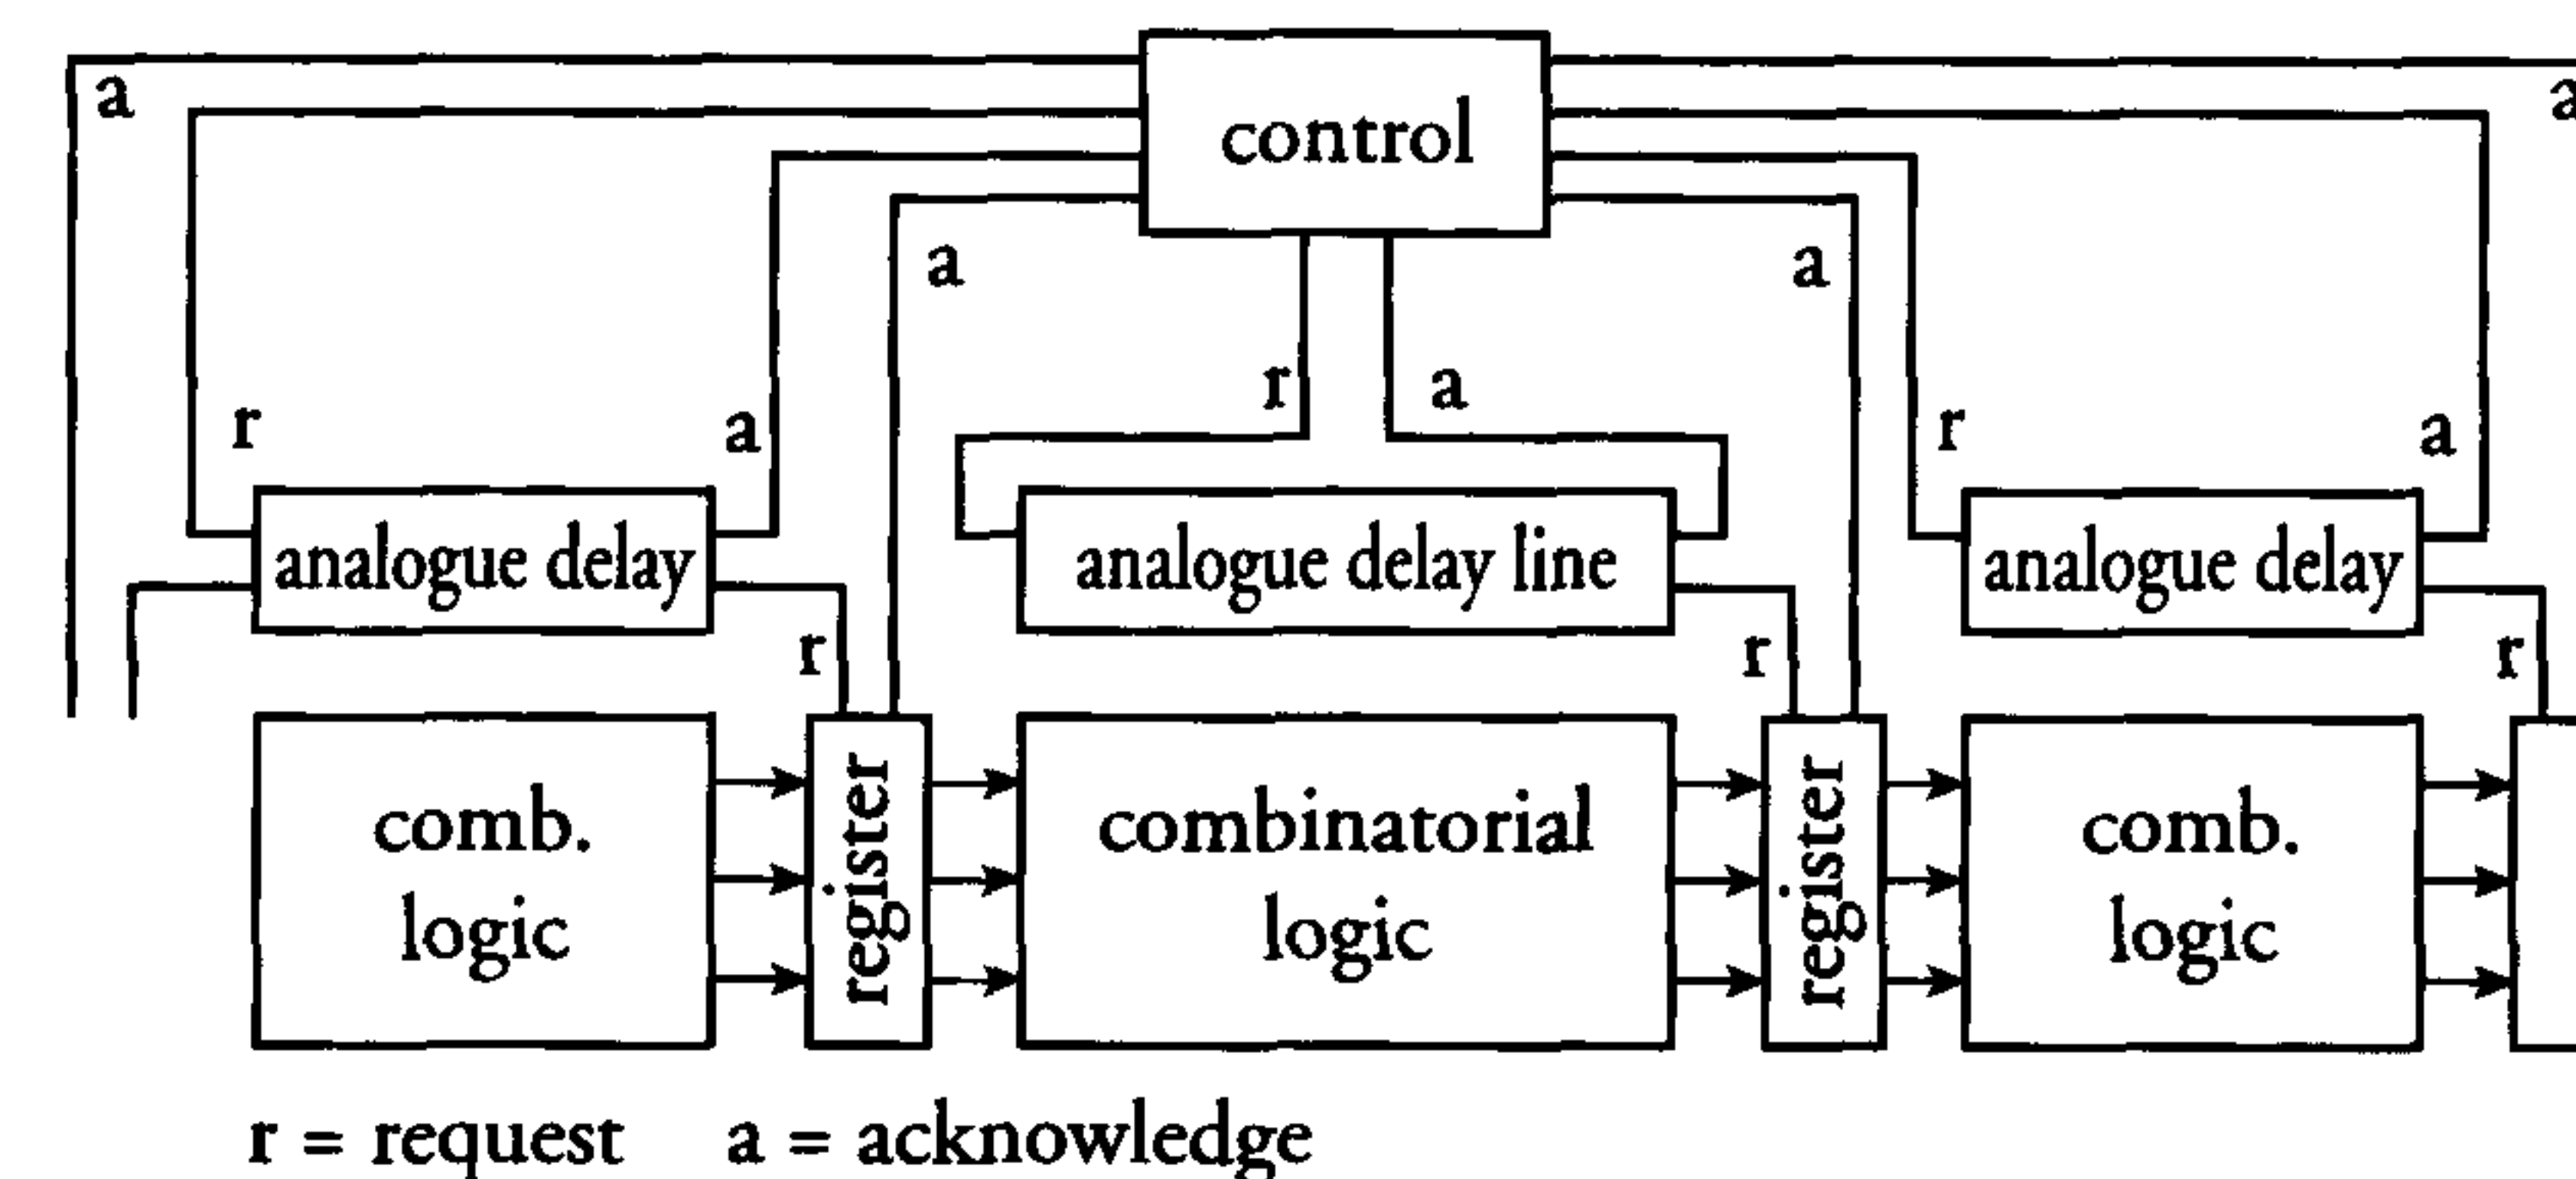 a
a
control
a
a
r
a
r
a
r
a
analogue delay
analogue delay line
analogue delay
r
r
r
comb.
logic
register
combinatorial
logic
register
comb.
logic
r = request a = acknowledge